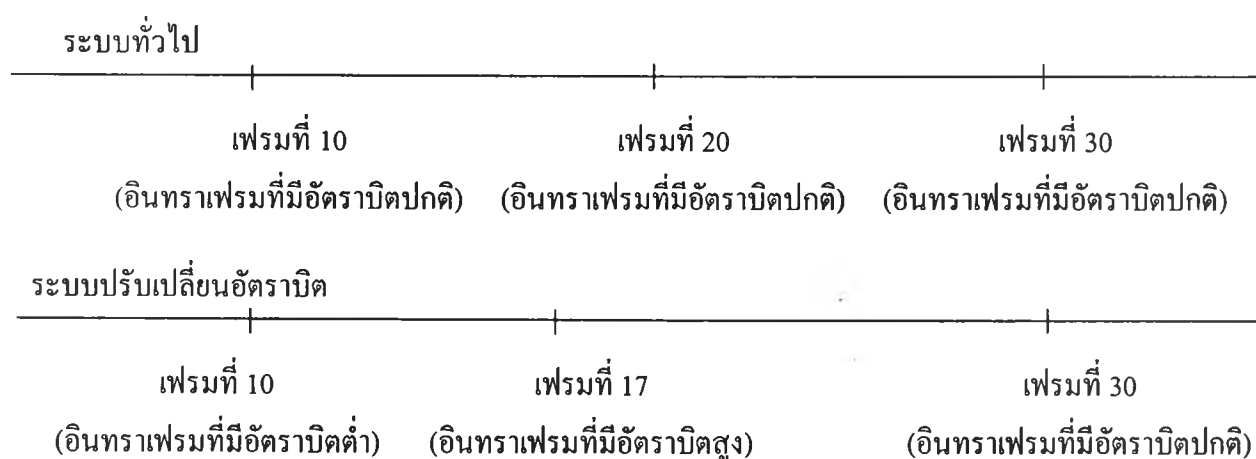 ระบบทั่วไป
เฟรมที่ 10 เฟรมที่ 20 เฟรมที่ 30
(อินทราเฟรมที่มีอัตราบิตปกติ) (อินทราเฟรมที่มีอัตราบิตปกติ) (อินทราเฟรมที่มีอัตราบิตปกติ)
ระบบปรับเปลี่ยนอัตราบิต
เฟรมที่ 10 เฟรมที่ 17 เฟรมที่ 30
(อินทราเฟรมที่มีอัตราบิตต่ำ) (อินทราเฟรมที่มีอัตราบิตสูง) (อินทราเฟรมที่มีอัตราบิตปกติ)